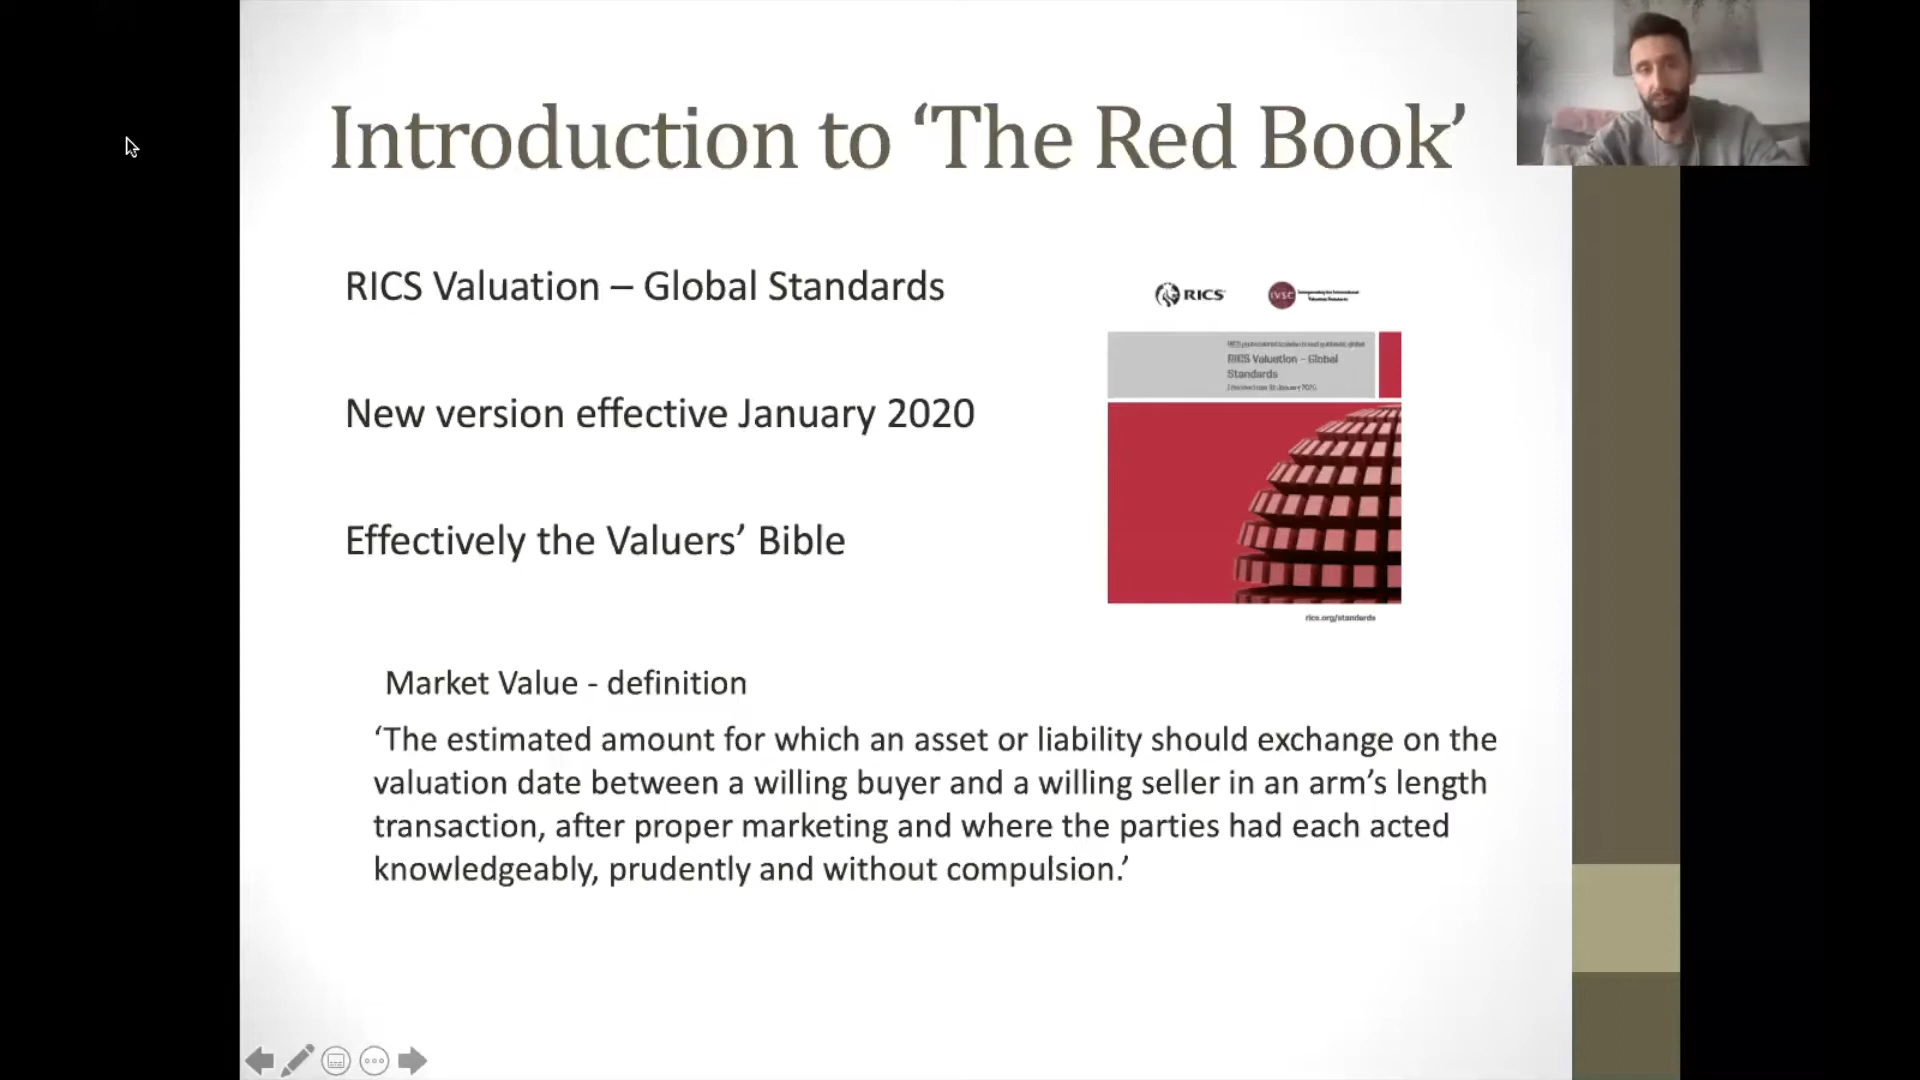 Introduction to ‘The Red Book’
RICS Valuation – Global Standards
New version effective January 2020
Effectively the Valuers’ Bible
RICS
IVSC
RICS Valuation – Global
Standards
rics.org/standards
Market Value - definition
‘The estimated amount for which an asset or liability should exchange on the
valuation date between a willing buyer and a willing seller in an arm’s length
transaction, after proper marketing and where the parties had each acted
knowledgeably, prudently and without compulsion.’